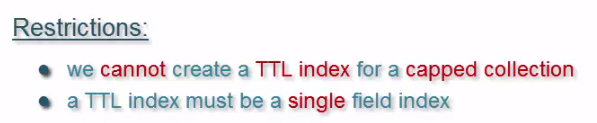 Restrictions:
we cannot create a TTL index for a capped collection
a TTL index must be a single field index